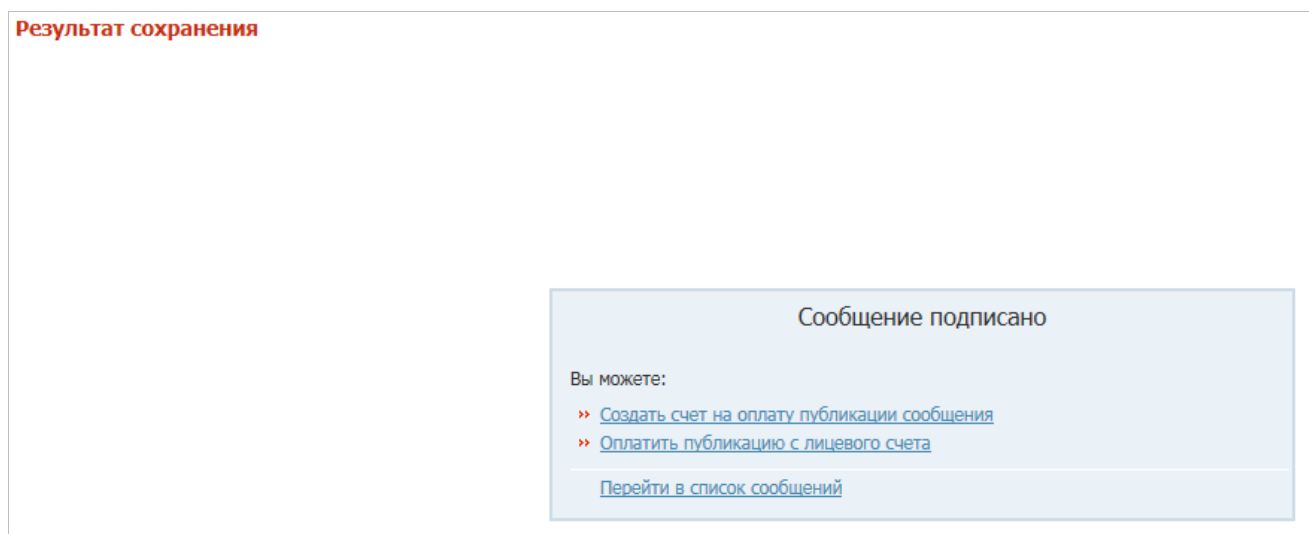 Результат сохранения
Сообщение подписано
Вы можете:
›› Создать счет на оплату публикации сообщения
›› Оплатить публикацию с лицевого счета
Перейти в список сообщений